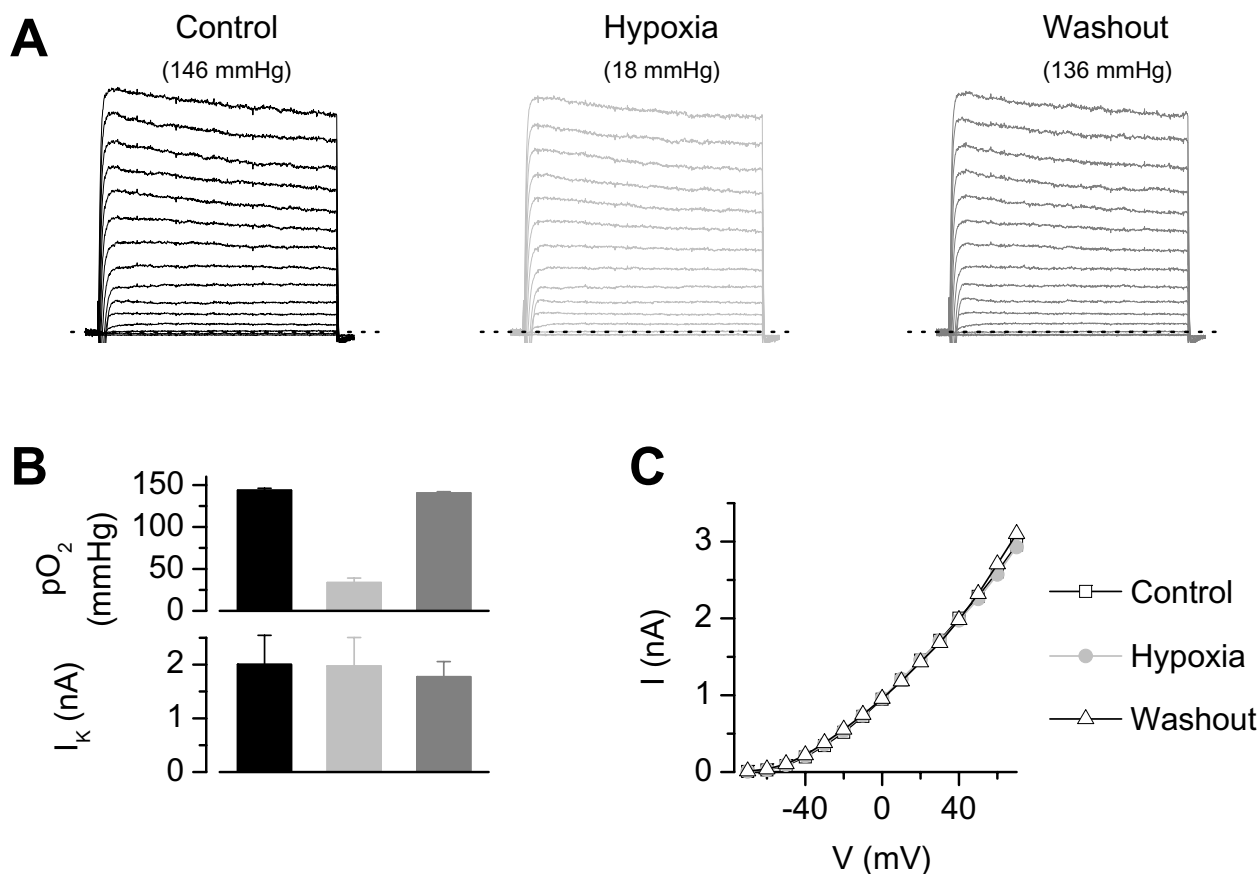 A
Control
Hypoxia
Washout
(146 mmHg)
(18 mmHg)
(136 mmHg)
B
pO2
(mmHg)
150
100
50
0
IK (nA)
2
1
0
C
I (nA)
3
2
1
0
-40
0
40
V (mV)
Control
Hypoxia
Washout